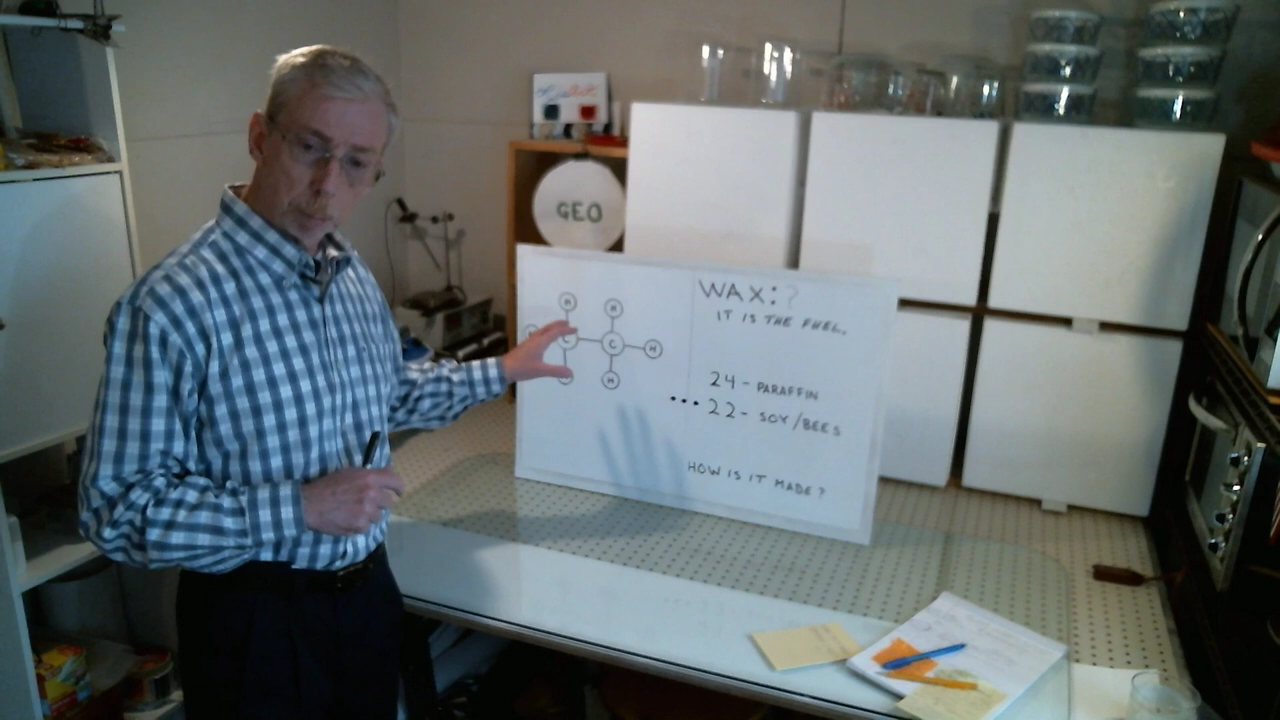 GEO
WAX:?
IT IS THE FUEL.
24 - PARAFFIN
... 22 - SOY/BEES
HOW IS IT MADE?
H
H
C
C
H
H